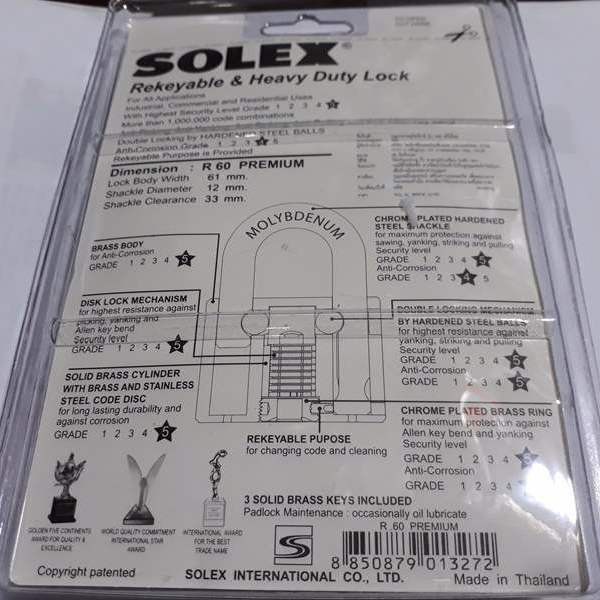 SOLEX®
Rekeyable & Heavy Duty Lock
For All Applications
Industrial, Commercial and Residential Uses
With Highest Security Level Grade 1 2 3 4 5
More than 1,000,000 code combinations
Double Locking by HARDENED STEEL BALLS
Anti-Corrosion Grade 1 2 3 4 5
Rekeyable Purpose is Provided
Dimension : R 60 PREMIUM
Lock Body Width 61 mm.
Shackle Diameter 12 mm.
Shackle Clearance 33 mm.
MOLYBDENUM
CHROME PLATED HARDENED
STEEL SHACKLE
for maximum protection against
sawing, yanking, striking and pulling
Security level
GRADE 1 2 3 4 5
Anti-Corrosion
GRADE 1 2 3 4 5
BRASS BODY
for Anti-Corrosion
GRADE 1 2 3 4 5
DISK LOCK MECHANISM
for highest resistance against
picking, yanking and
Allen key bend
Security level
GRADE 1 2 3 4 5
DOUBLE LOCKING MECHANISM
BY HARDENED STEEL BALLS
for highest resistance against
yanking, striking and pulling
Security level
GRADE 1 2 3 4 5
Anti-Corrosion
GRADE 1 2 3 4 5
SOLID BRASS CYLINDER
WITH BRASS AND STAINLESS
STEEL CODE DISC
for long lasting durability and
against corrosion
GRADE 1 2 3 4 5
CHROME PLATED BRASS RING
for maximum protection against
Allen key bend and yanking
Security level
GRADE 1 2 3 4 5
Anti-Corrosion
GRADE 1 2 3 4 5
REKEYABLE PUPOSE
for changing code and cleaning
GOLDEN FIVE CONTINENTS
AWARD FOR QUALITY &
EXCELLENCE
WORLD QUALITY COMMITMENT
INTERNATIONAL STAR
AWARD
INTERNATIONAL AWARD
FOR THE BEST
TRADE NAME
3 SOLID BRASS KEYS INCLUDED
Padlock Maintenance : occasionally oil lubricate
R 60 PREMIUM
8 850879 013272
Copyright patented
SOLEX INTERNATIONAL CO., LTD.
Made in Thailand